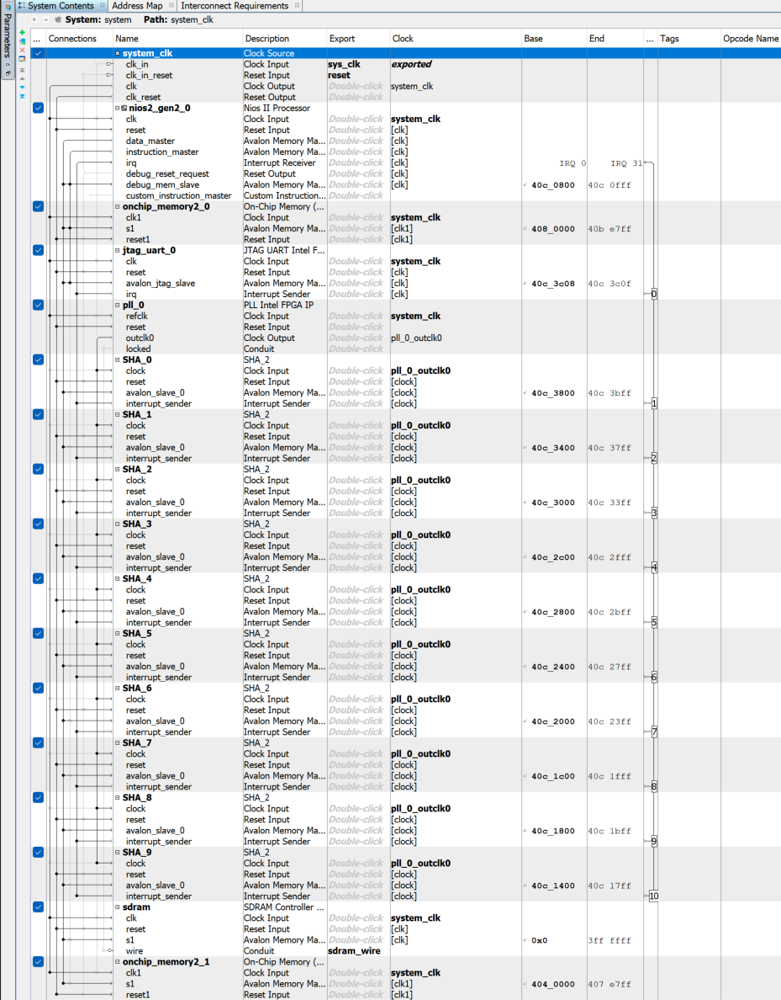 System Contents Address Map Interconnect Requirements
Parameters
System: system Path: system_clk
... Connections Name Description Export Clock Base End ... Tags Opcode Name
system_clk Clock Source
clk_in Clock Input sys_clk exported
clk_in_reset Reset Input reset
clk Clock Output Double-click system_clk
clk_reset Reset Output Double-click
nios2_gen2_0 Nios II Processor
clk Clock Input Double-click system_clk
reset Reset Input Double-click [clk]
data_master Avalon Memory Ma... Double-click [clk]
instruction_master Avalon Memory Ma... Double-click [clk]
irq Interrupt Receiver Double-click [clk] IRQ 0 IRQ 31
debug_reset_request Reset Output Double-click [clk]
debug_mem_slave Avalon Memory Ma... Double-click [clk] 40c_0800 40c 0fff
custom_instruction_master Custom Instruction... Double-click
onchip_memory2_0 On-Chip Memory (...
clk1 Clock Input Double-click system_clk
s1 Avalon Memory Ma... Double-click [clk1] 408_0000 40b e7ff
reset1 Reset Input Double-click [clk1]
jtag_uart_0 JTAG UART Intel F...
clk Clock Input Double-click system_clk
reset Reset Input Double-click [clk]
avalon_jtag_slave Avalon Memory Ma... Double-click [clk] 40c_3c08 40c 3c0f
irq Interrupt Sender Double-click [clk] 0
pll_0 PLL Intel FPGA IP
refclk Clock Input Double-click system_clk
reset Reset Input Double-click
outclk0 Clock Output Double-click pll_0_outclk0
locked Conduit Double-click
SHA_0 SHA_2
clock Clock Input Double-click pll_0_outclk0
reset Reset Input Double-click [clock]
avalon_slave_0 Avalon Memory Ma... Double-click [clock] 40c_3800 40c 3bff
interrupt_sender Interrupt Sender Double-click [clock] 1
SHA_1 SHA_2
clock Clock Input Double-click pll_0_outclk0
reset Reset Input Double-click [clock]
avalon_slave_0 Avalon Memory Ma... Double-click [clock] 40c_3400 40c 37ff
interrupt_sender Interrupt Sender Double-click [clock] 2
SHA_2 SHA_2
clock Clock Input Double-click pll_0_outclk0
reset Reset Input Double-click [clock]
avalon_slave_0 Avalon Memory Ma... Double-click [clock] 40c_3000 40c 33ff
interrupt_sender Interrupt Sender Double-click [clock] 3
SHA_3 SHA_2
clock Clock Input Double-click pll_0_outclk0
reset Reset Input Double-click [clock]
avalon_slave_0 Avalon Memory Ma... Double-click [clock] 40c_2c00 40c 2fff
interrupt_sender Interrupt Sender Double-click [clock] 4
SHA_4 SHA_2
clock Clock Input Double-click pll_0_outclk0
reset Reset Input Double-click [clock]
avalon_slave_0 Avalon Memory Ma... Double-click [clock] 40c_2800 40c 2bff
interrupt_sender Interrupt Sender Double-click [clock] 5
SHA_5 SHA_2
clock Clock Input Double-click pll_0_outclk0
reset Reset Input Double-click [clock]
avalon_slave_0 Avalon Memory Ma... Double-click [clock] 40c_2400 40c 27ff
interrupt_sender Interrupt Sender Double-click [clock] 6
SHA_6 SHA_2
clock Clock Input Double-click pll_0_outclk0
reset Reset Input Double-click [clock]
avalon_slave_0 Avalon Memory Ma... Double-click [clock] 40c_2000 40c 23ff
interrupt_sender Interrupt Sender Double-click [clock] 7
SHA_7 SHA_2
clock Clock Input Double-click pll_0_outclk0
reset Reset Input Double-click [clock]
avalon_slave_0 Avalon Memory Ma... Double-click [clock] 40c_1c00 40c 1fff
interrupt_sender Interrupt Sender Double-click [clock] 8
SHA_8 SHA_2
clock Clock Input Double-click pll_0_outclk0
reset Reset Input Double-click [clock]
avalon_slave_0 Avalon Memory Ma... Double-click [clock] 40c_1800 40c 1bff
interrupt_sender Interrupt Sender Double-click [clock] 9
SHA_9 SHA_2
clock Clock Input Double-click pll_0_outclk0
reset Reset Input Double-click [clock]
avalon_slave_0 Avalon Memory Ma... Double-click [clock] 40c_1400 40c 17ff
interrupt_sender Interrupt Sender Double-click [clock] 10
sdram SDRAM Controller ...
clk Clock Input Double-click system_clk
reset Reset Input Double-click [clk]
s1 Avalon Memory Ma... Double-click [clk] 0x0 3ff ffff
wire Conduit sdram_wire
onchip_memory2_1 On-Chip Memory (...
clk1 Clock Input Double-click system_clk
s1 Avalon Memory Ma... Double-click [clk1] 404_0000 407 e7ff
reset1 Reset Input Double-click [clk1]